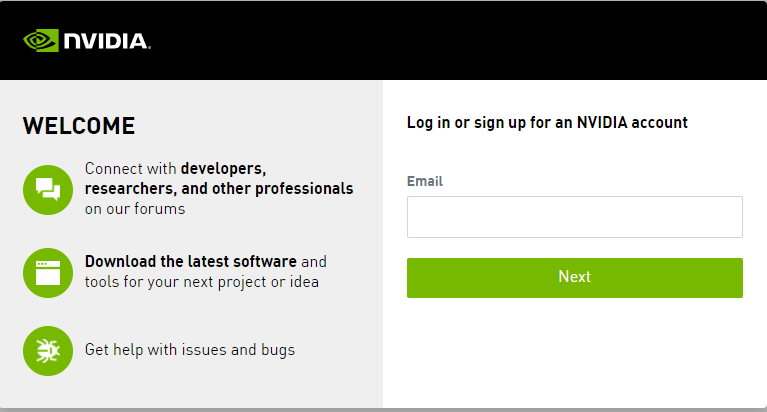 NVIDIA.
WELCOME
Connect with developers,
researchers, and other professionals
on our forums
Download the latest software and
tools for your next project or idea
Get help with issues and bugs
Log in or sign up for an NVIDIA account
Email
Next